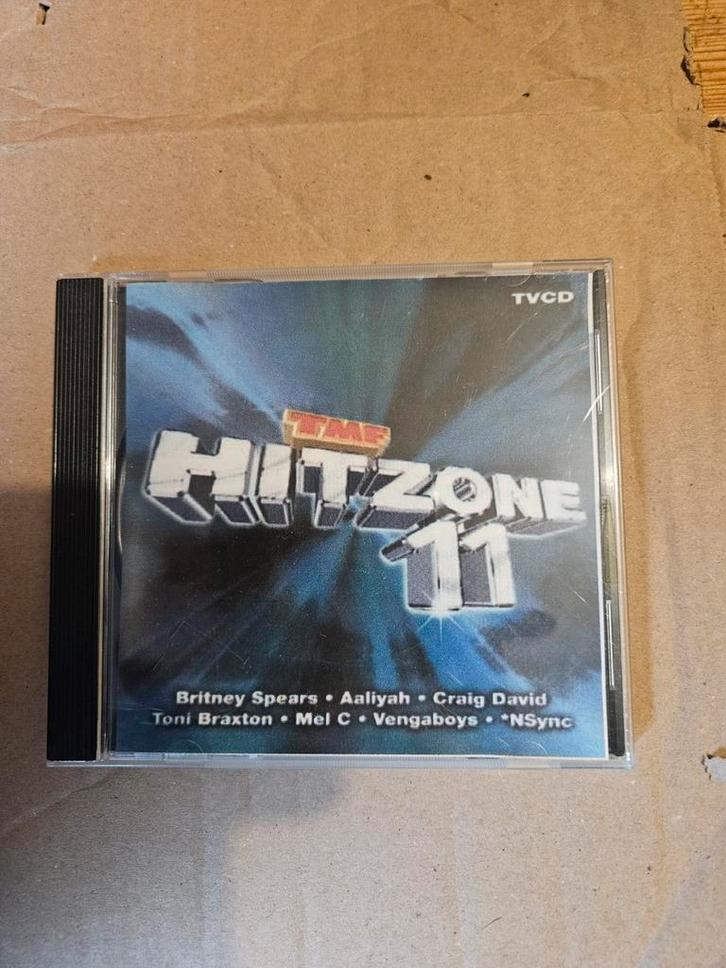 TVCD
TMF
HITZONE
11
Britney Spears • Aaliyah • Craig David
Toni Braxton • Mel C • Vengaboys • *NSync